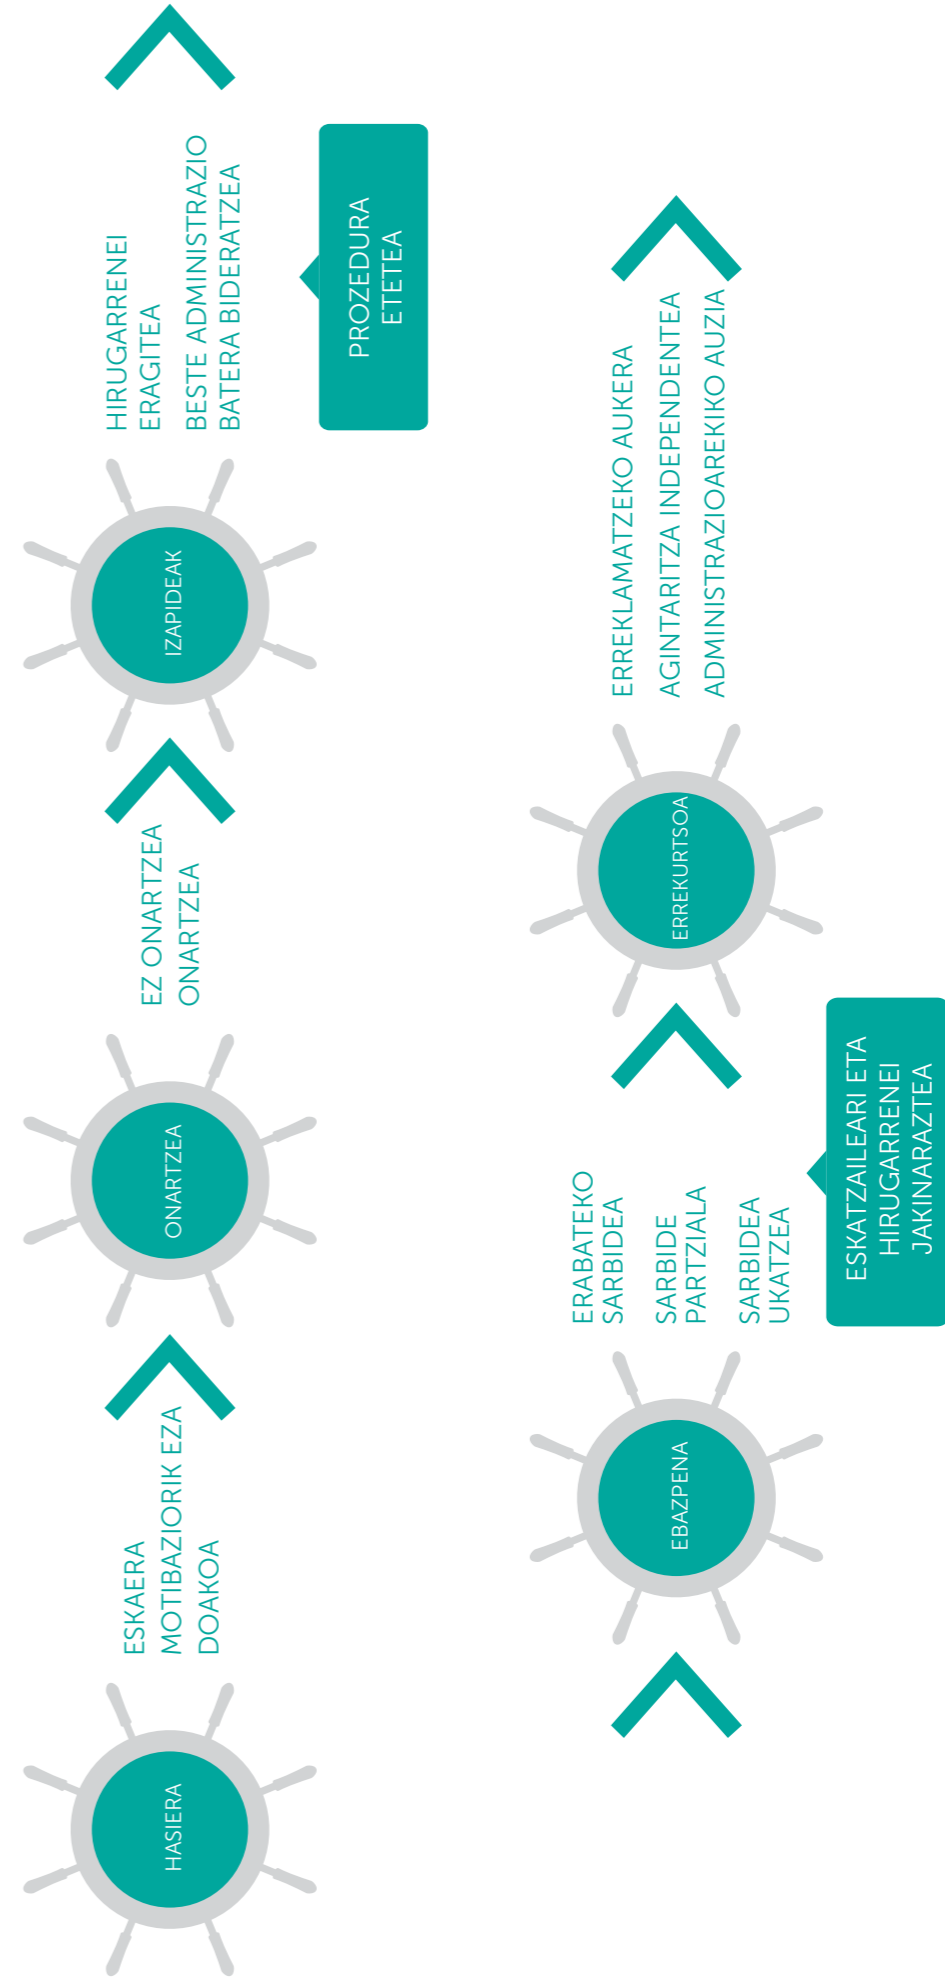 HASIERA
ESKAERA
MOTIBAZIORIK EZA
DOAKOA
ONARTZEA
EZ ONARTZEA
ONARTZEA
IZAPIDEAK
HIRUGARRENEI
ERAGITEA
BESTE ADMINISTRAZIO
BATERA BIDERATZEA
PROZEDURA
ETETEA
EBAZPENA
ERABATEKO
SARBIDEA
SARBIDE
PARTZIALA
SARBIDEA
UKATZEA
ESKATZAILEARI ETA
HIRUGARRENEI
JAKINARAZTEA
ERREKURTSOA
ERREKLAMATZEKO AUKERA
AGINTARITZA INDEPENDENTEA
ADMINISTRAZIOAREKIKO AUZIA